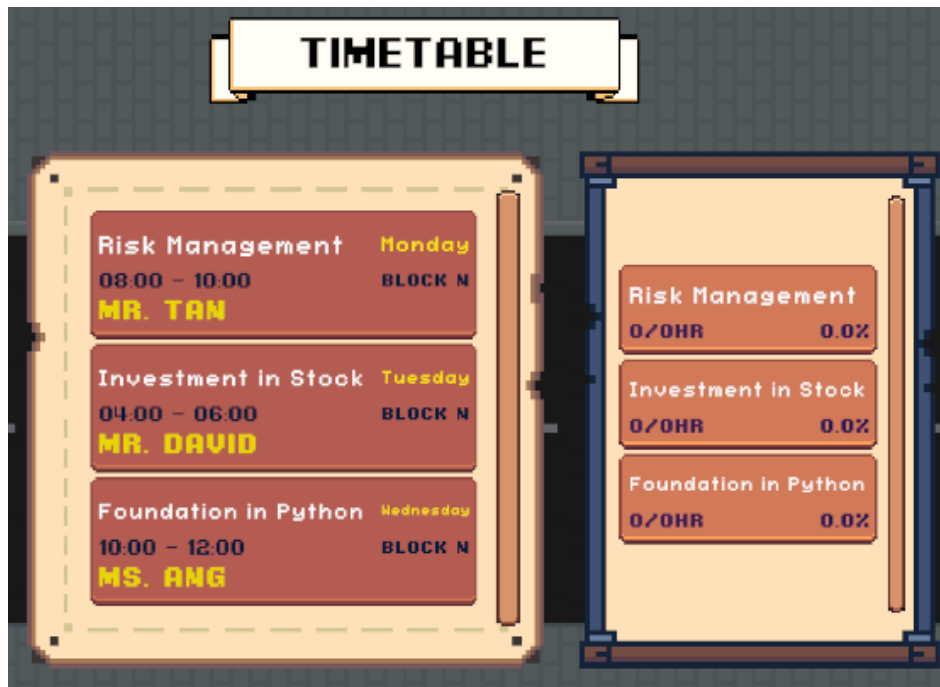 TIMETABLE
Risk Management Monday
08:00 - 10:00 BLOCK N
MR. TAN
Investment in Stock Tuesday
04:00 - 06:00 BLOCK N
MR. DAVID
Foundation in Python Wednesday
10:00 - 12:00 BLOCK N
MS. ANG
Risk Management
0/0HR 0.0%
Investment in Stock
0/0HR 0.0%
Foundation in Python
0/0HR 0.0%